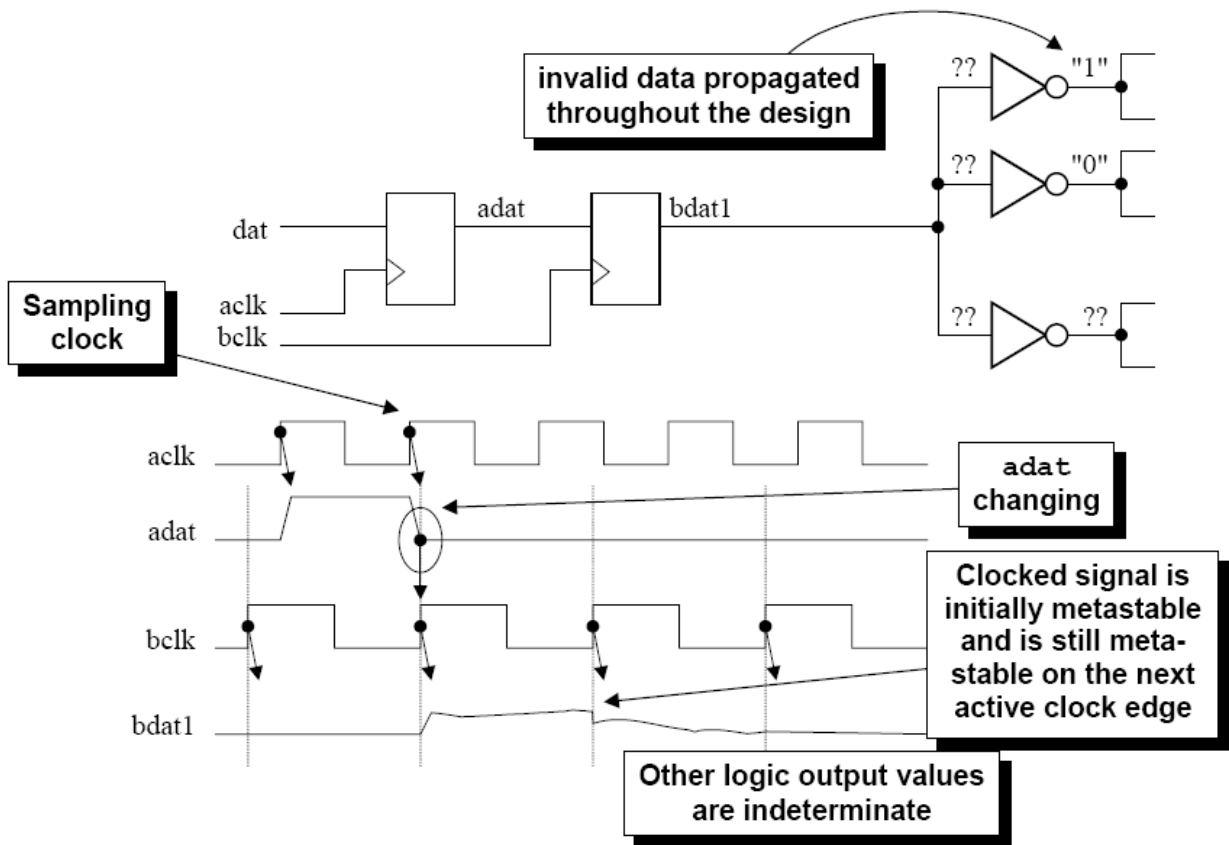 invalid data propagated
throughout the design
?? "1"
?? "0"
?? ??
dat
adat
bdat1
aclk
bclk
Sampling
clock
aclk
adat
changing
adat
Clocked signal is
initially metastable
and is still meta-
stable on the next
active clock edge
bclk
bdat1
Other logic output values
are indeterminate